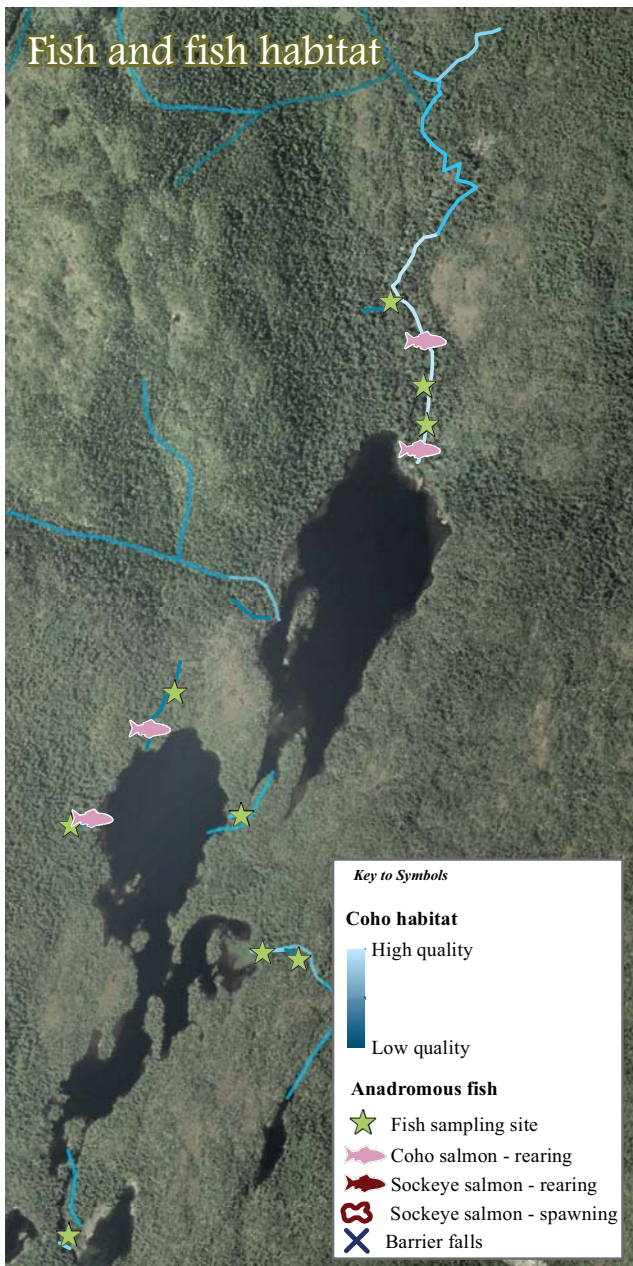 Fish and fish habitat
Key to Symbols
Coho habitat
High quality
Low quality
Anadromous fish
Fish sampling site
Coho salmon - rearing
Sockeye salmon - rearing
Sockeye salmon - spawning
Barrier falls